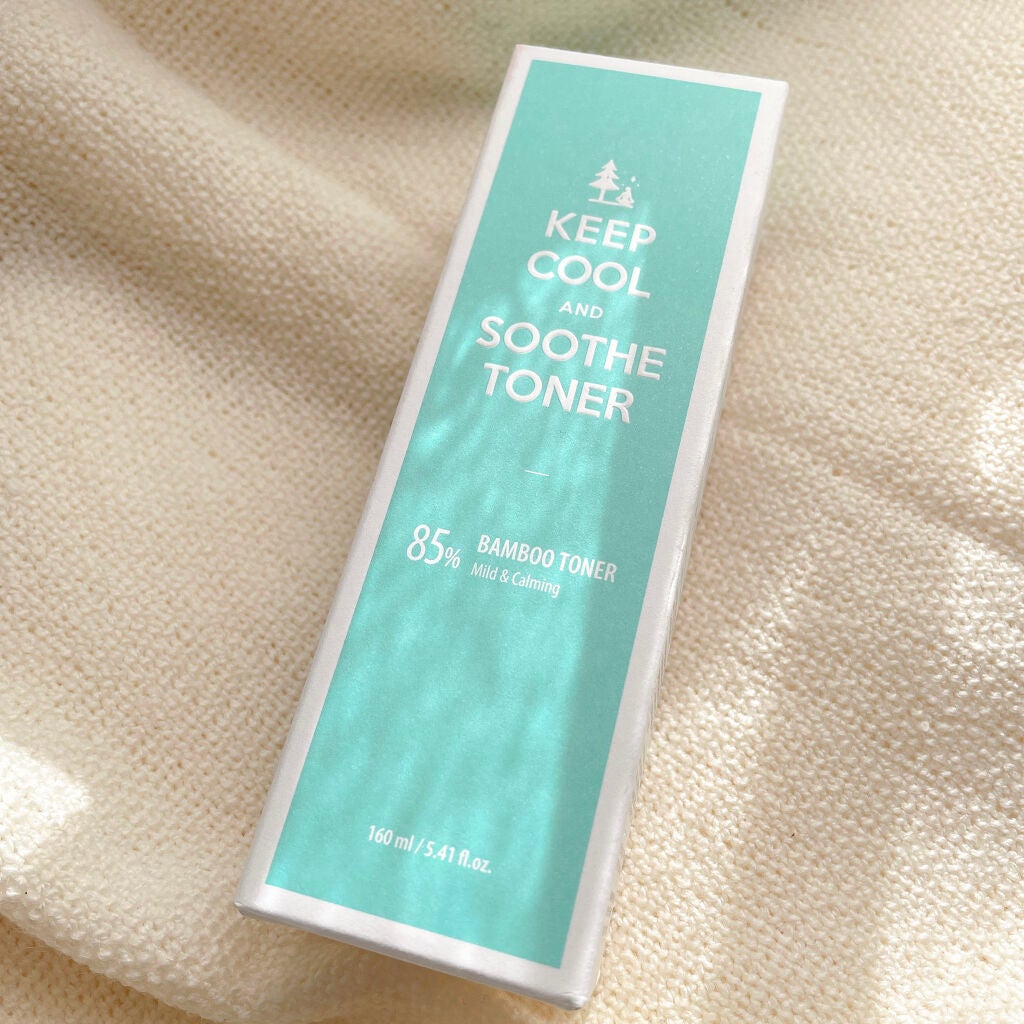 KEEP
COOL
AND
SOOTHE
TONER
85% BAMBOO TONER
Mild & Calming
160 ml / 5.41 fl.oz.